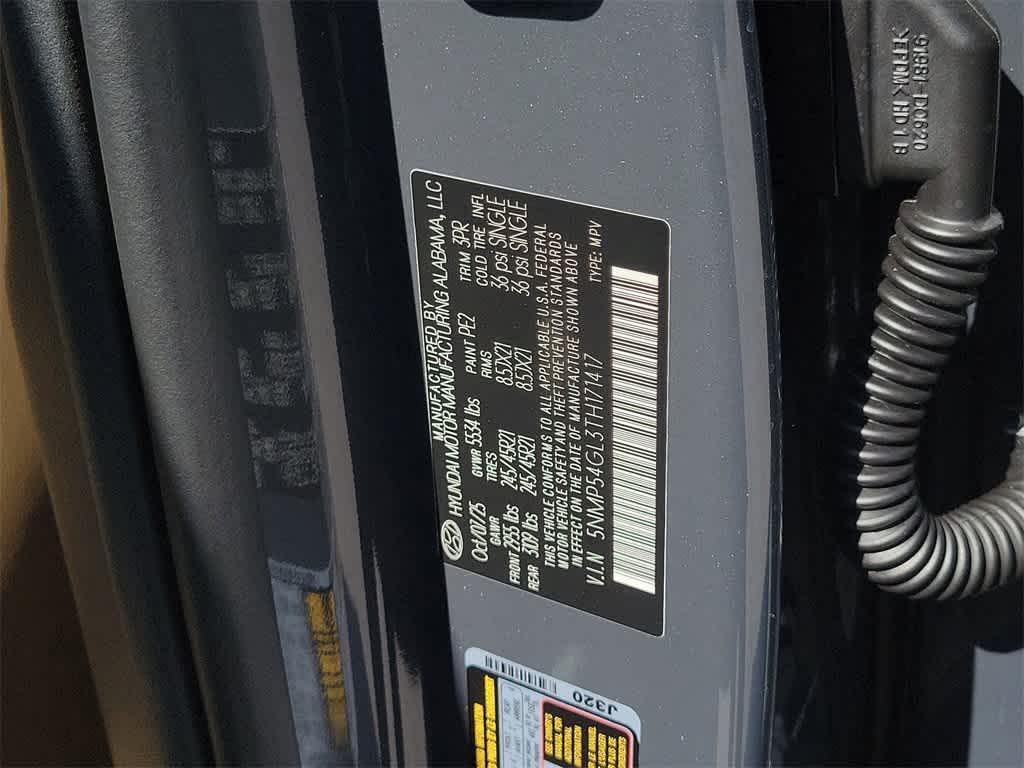 MANUFACTURED BY
HYUNDAI MOTOR MANUFACTURING ALABAMA, LLC
Oct/07/25 GVWR 5534 lbs PAINT PE2 TRIM 3PR
GAWR TIRES RIMS COLD TIRE INFL
FRONT 2955 lbs 245/45R21 8.5JX21 36 psi SINGLE
REAR 3109 lbs 245/45R21 8.5JX21 36 psi SINGLE
THIS VEHICLE CONFORMS TO ALL APPLICABLE U.S.A. FEDERAL
MOTOR VEHICLE SAFETY AND THEFT PREVENTION STANDARDS
IN EFFECT ON THE DATE OF MANUFACTURE SHOWN ABOVE
V.I.N 5NMP54GL3TH171417 TYPE: MPV
J320
>EPDM< HD1B